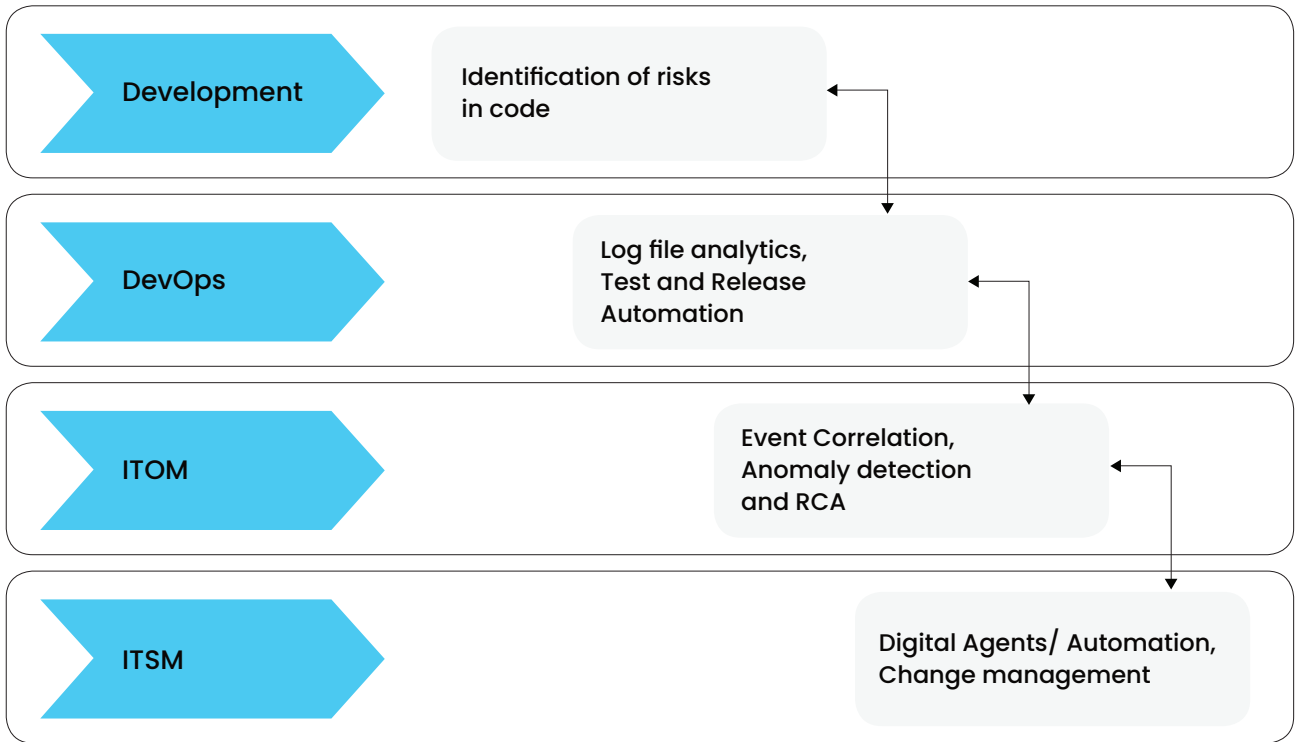 Development
Identification of risks
in code
DevOps
Log file analytics,
Test and Release
Automation
ITOM
Event Correlation,
Anomaly detection
and RCA
ITSM
Digital Agents/ Automation,
Change management